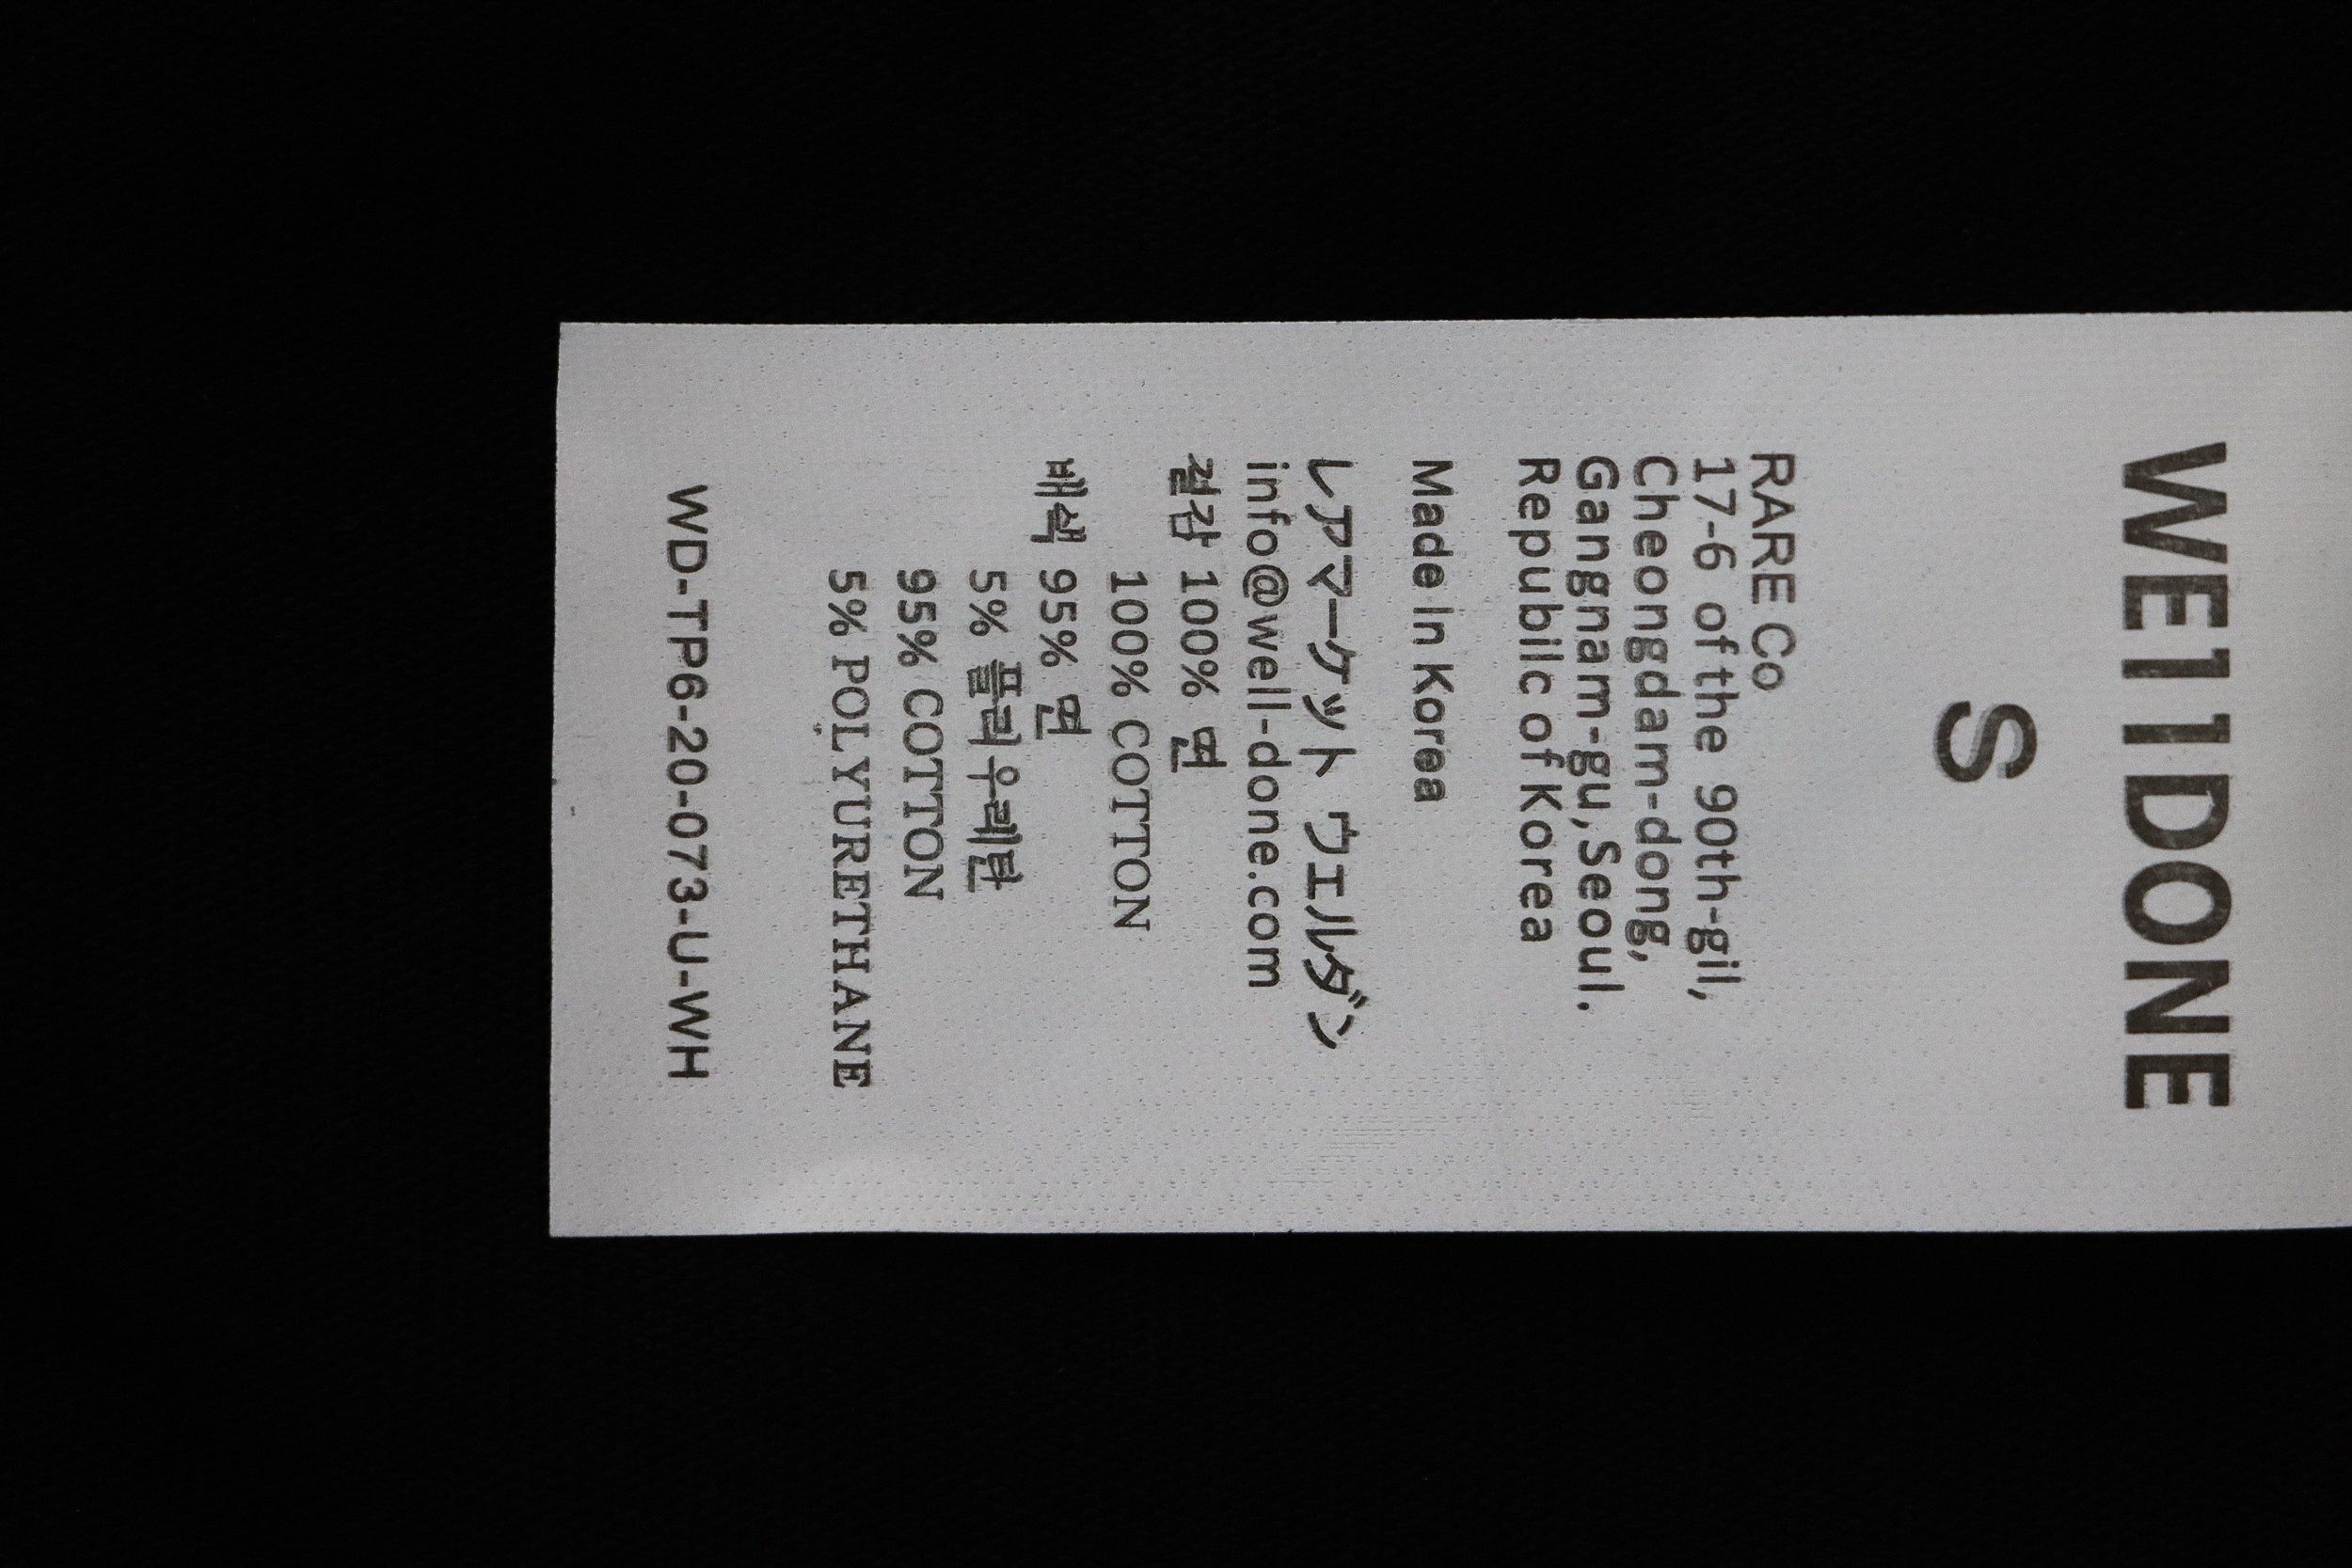 WE11DONE
S
RARE Co
17-6 of the 90th-gil,
Cheongdam-dong,
Gangnam-gu,Seoul.
Republic of Korea
Made In Korea
レアマーケット ウェルダン
info@well-done.com
겉감 100% 면
100% COTTON
배색 95% 면
5% 폴리우레탄
95% COTTON
5% POLYURETHANE
WD-TP6-20-073-U-WH